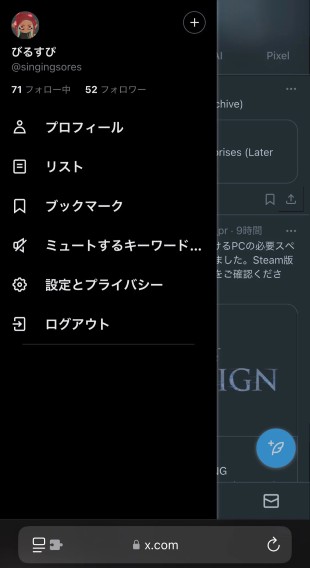 AI
Pixel
びるすぴ
@singingsores
71 フォロー中 52 フォロワー
chive)
プロフィール
リスト
rises (Later
ブックマーク
pr · 9時間
ミュートするキーワード...
けるPCの必要スペ
ました。Steam版
をご確認くださ
設定とプライバシー
ログアウト
IGN
NG
x.com